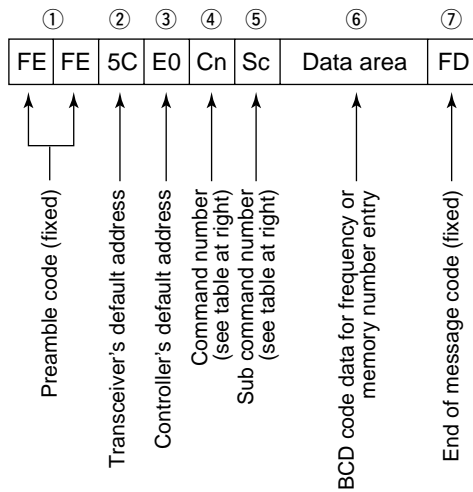 ① ② ③ ④ ⑤ ⑥ ⑦
FE FE 5C E0 Cn Sc Data area FD
Preamble code (fixed)
Transceiver's default address
Controller's default address
Command number
(see table at right)
Sub command number
(see table at right)
BCD code data for frequency or
memory number entry
End of message code (fixed)